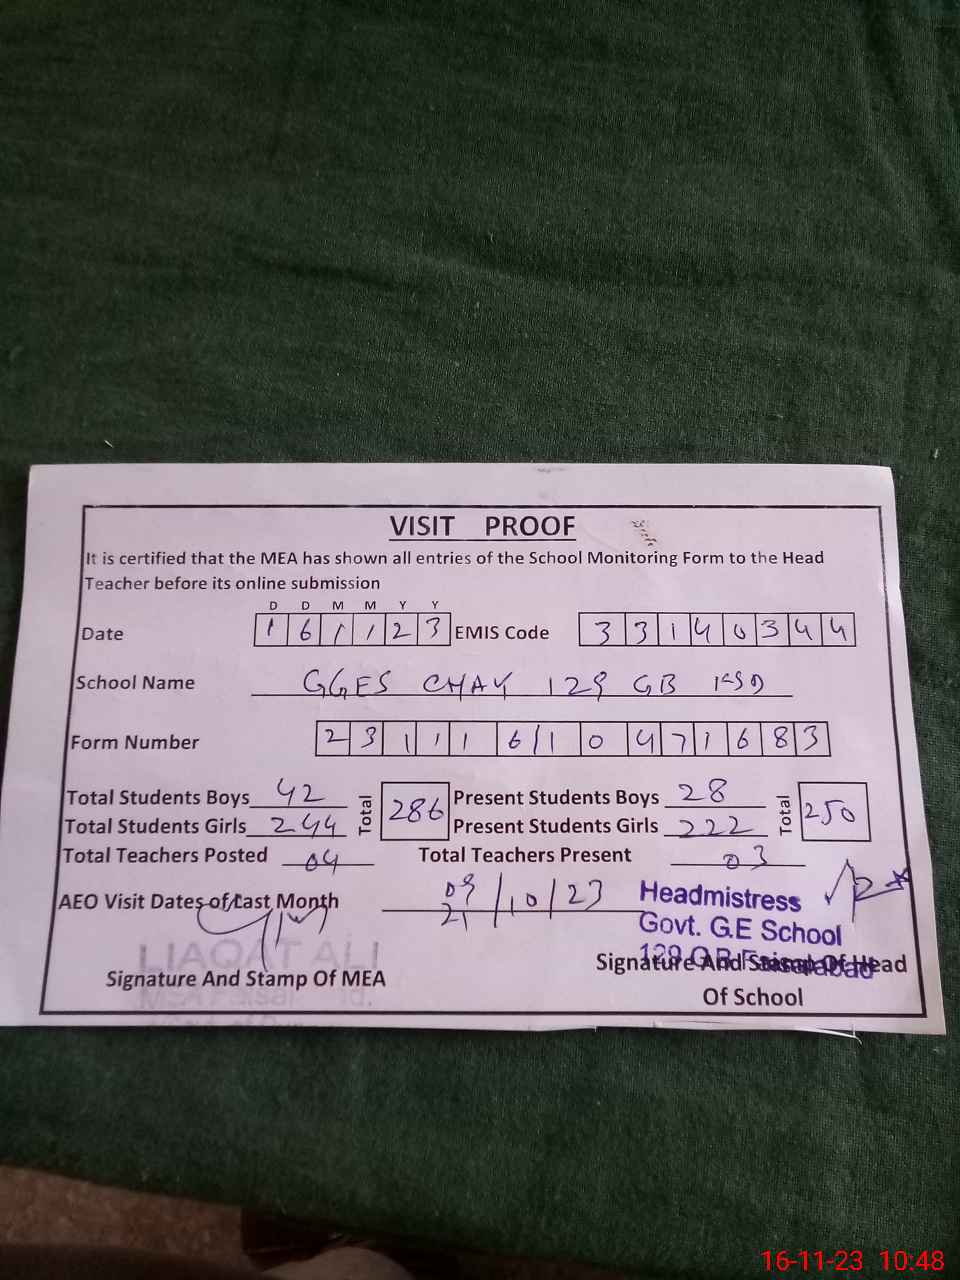 VISIT PROOF
It is certified that the MEA has shown all entries of the School Monitoring Form to the Head
Teacher before its online submission
D D M M Y Y
Date 1 6 1 1 2 3 EMIS Code 3 3 1 4 0 3 4 4
School Name GGES CHAK 129 GB FSD
Form Number 2 3 1 1 1 6 1 1 0 4 7 1 6 8 3
Total Students Boys 42 Total 286 Present Students Boys 28 Total 250
Total Students Girls 244 Present Students Girls 222
Total Teachers Posted 04 Total Teachers Present 03
AEO Visit Dates of Last Month 09/10/23
21
Headmistress
Govt. G.E School
129 G.B Faisalabad
LIAQAT ALI
Signature And Stamp Of MEA
Signature And Stamp Of Head
Of School
16-11-23 10:48